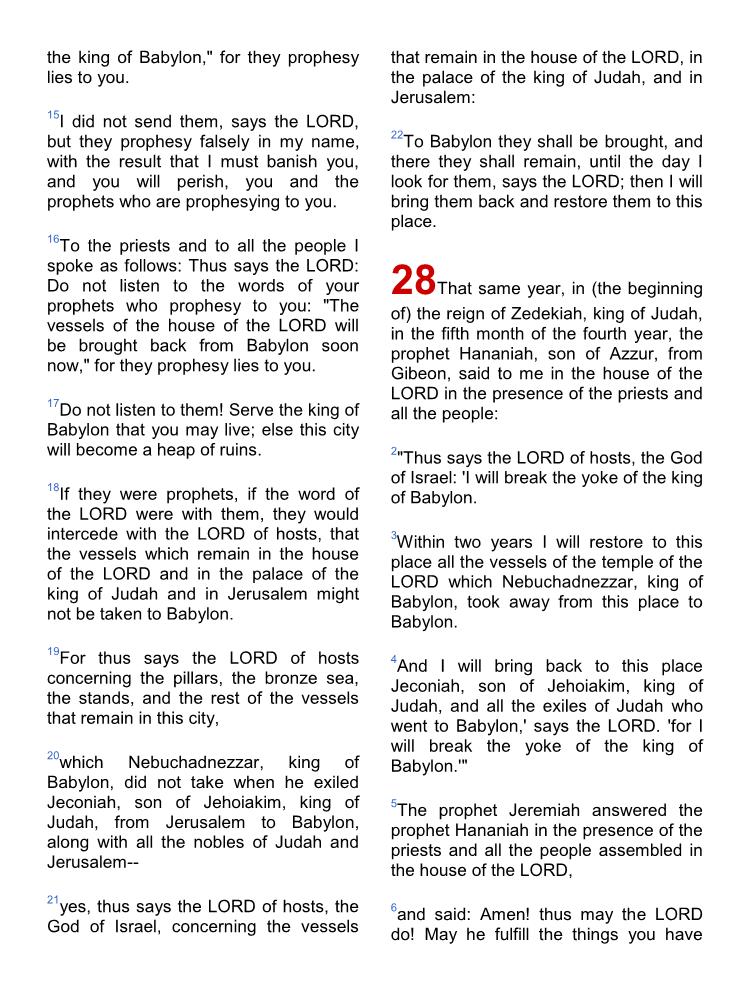 the king of Babylon," for they prophesy
lies to you.
15I did not send them, says the LORD,
but they prophesy falsely in my name,
with the result that I must banish you,
and you will perish, you and the
prophets who are prophesying to you.
16To the priests and to all the people I
spoke as follows: Thus says the LORD:
Do not listen to the words of your
prophets who prophesy to you: "The
vessels of the house of the LORD will
be brought back from Babylon soon
now," for they prophesy lies to you.
17Do not listen to them! Serve the king of
Babylon that you may live; else this city
will become a heap of ruins.
18If they were prophets, if the word of
the LORD were with them, they would
intercede with the LORD of hosts, that
the vessels which remain in the house
of the LORD and in the palace of the
king of Judah and in Jerusalem might
not be taken to Babylon.
19For thus says the LORD of hosts
concerning the pillars, the bronze sea,
the stands, and the rest of the vessels
that remain in this city,
20which Nebuchadnezzar, king of
Babylon, did not take when he exiled
Jeconiah, son of Jehoiakim, king of
Judah, from Jerusalem to Babylon,
along with all the nobles of Judah and
Jerusalem--
21yes, thus says the LORD of hosts, the
God of Israel, concerning the vessels
that remain in the house of the LORD, in
the palace of the king of Judah, and in
Jerusalem:
22To Babylon they shall be brought, and
there they shall remain, until the day I
look for them, says the LORD; then I will
bring them back and restore them to this
place.
28That same year, in (the beginning
of) the reign of Zedekiah, king of Judah,
in the fifth month of the fourth year, the
prophet Hananiah, son of Azzur, from
Gibeon, said to me in the house of the
LORD in the presence of the priests and
all the people:
2"Thus says the LORD of hosts, the God
of Israel: 'I will break the yoke of the king
of Babylon.
3Within two years I will restore to this
place all the vessels of the temple of the
LORD which Nebuchadnezzar, king of
Babylon, took away from this place to
Babylon.
4And I will bring back to this place
Jeconiah, son of Jehoiakim, king of
Judah, and all the exiles of Judah who
went to Babylon,' says the LORD. 'for I
will break the yoke of the king of
Babylon.'"
5The prophet Jeremiah answered the
prophet Hananiah in the presence of the
priests and all the people assembled in
the house of the LORD,
6and said: Amen! thus may the LORD
do! May he fulfill the things you have